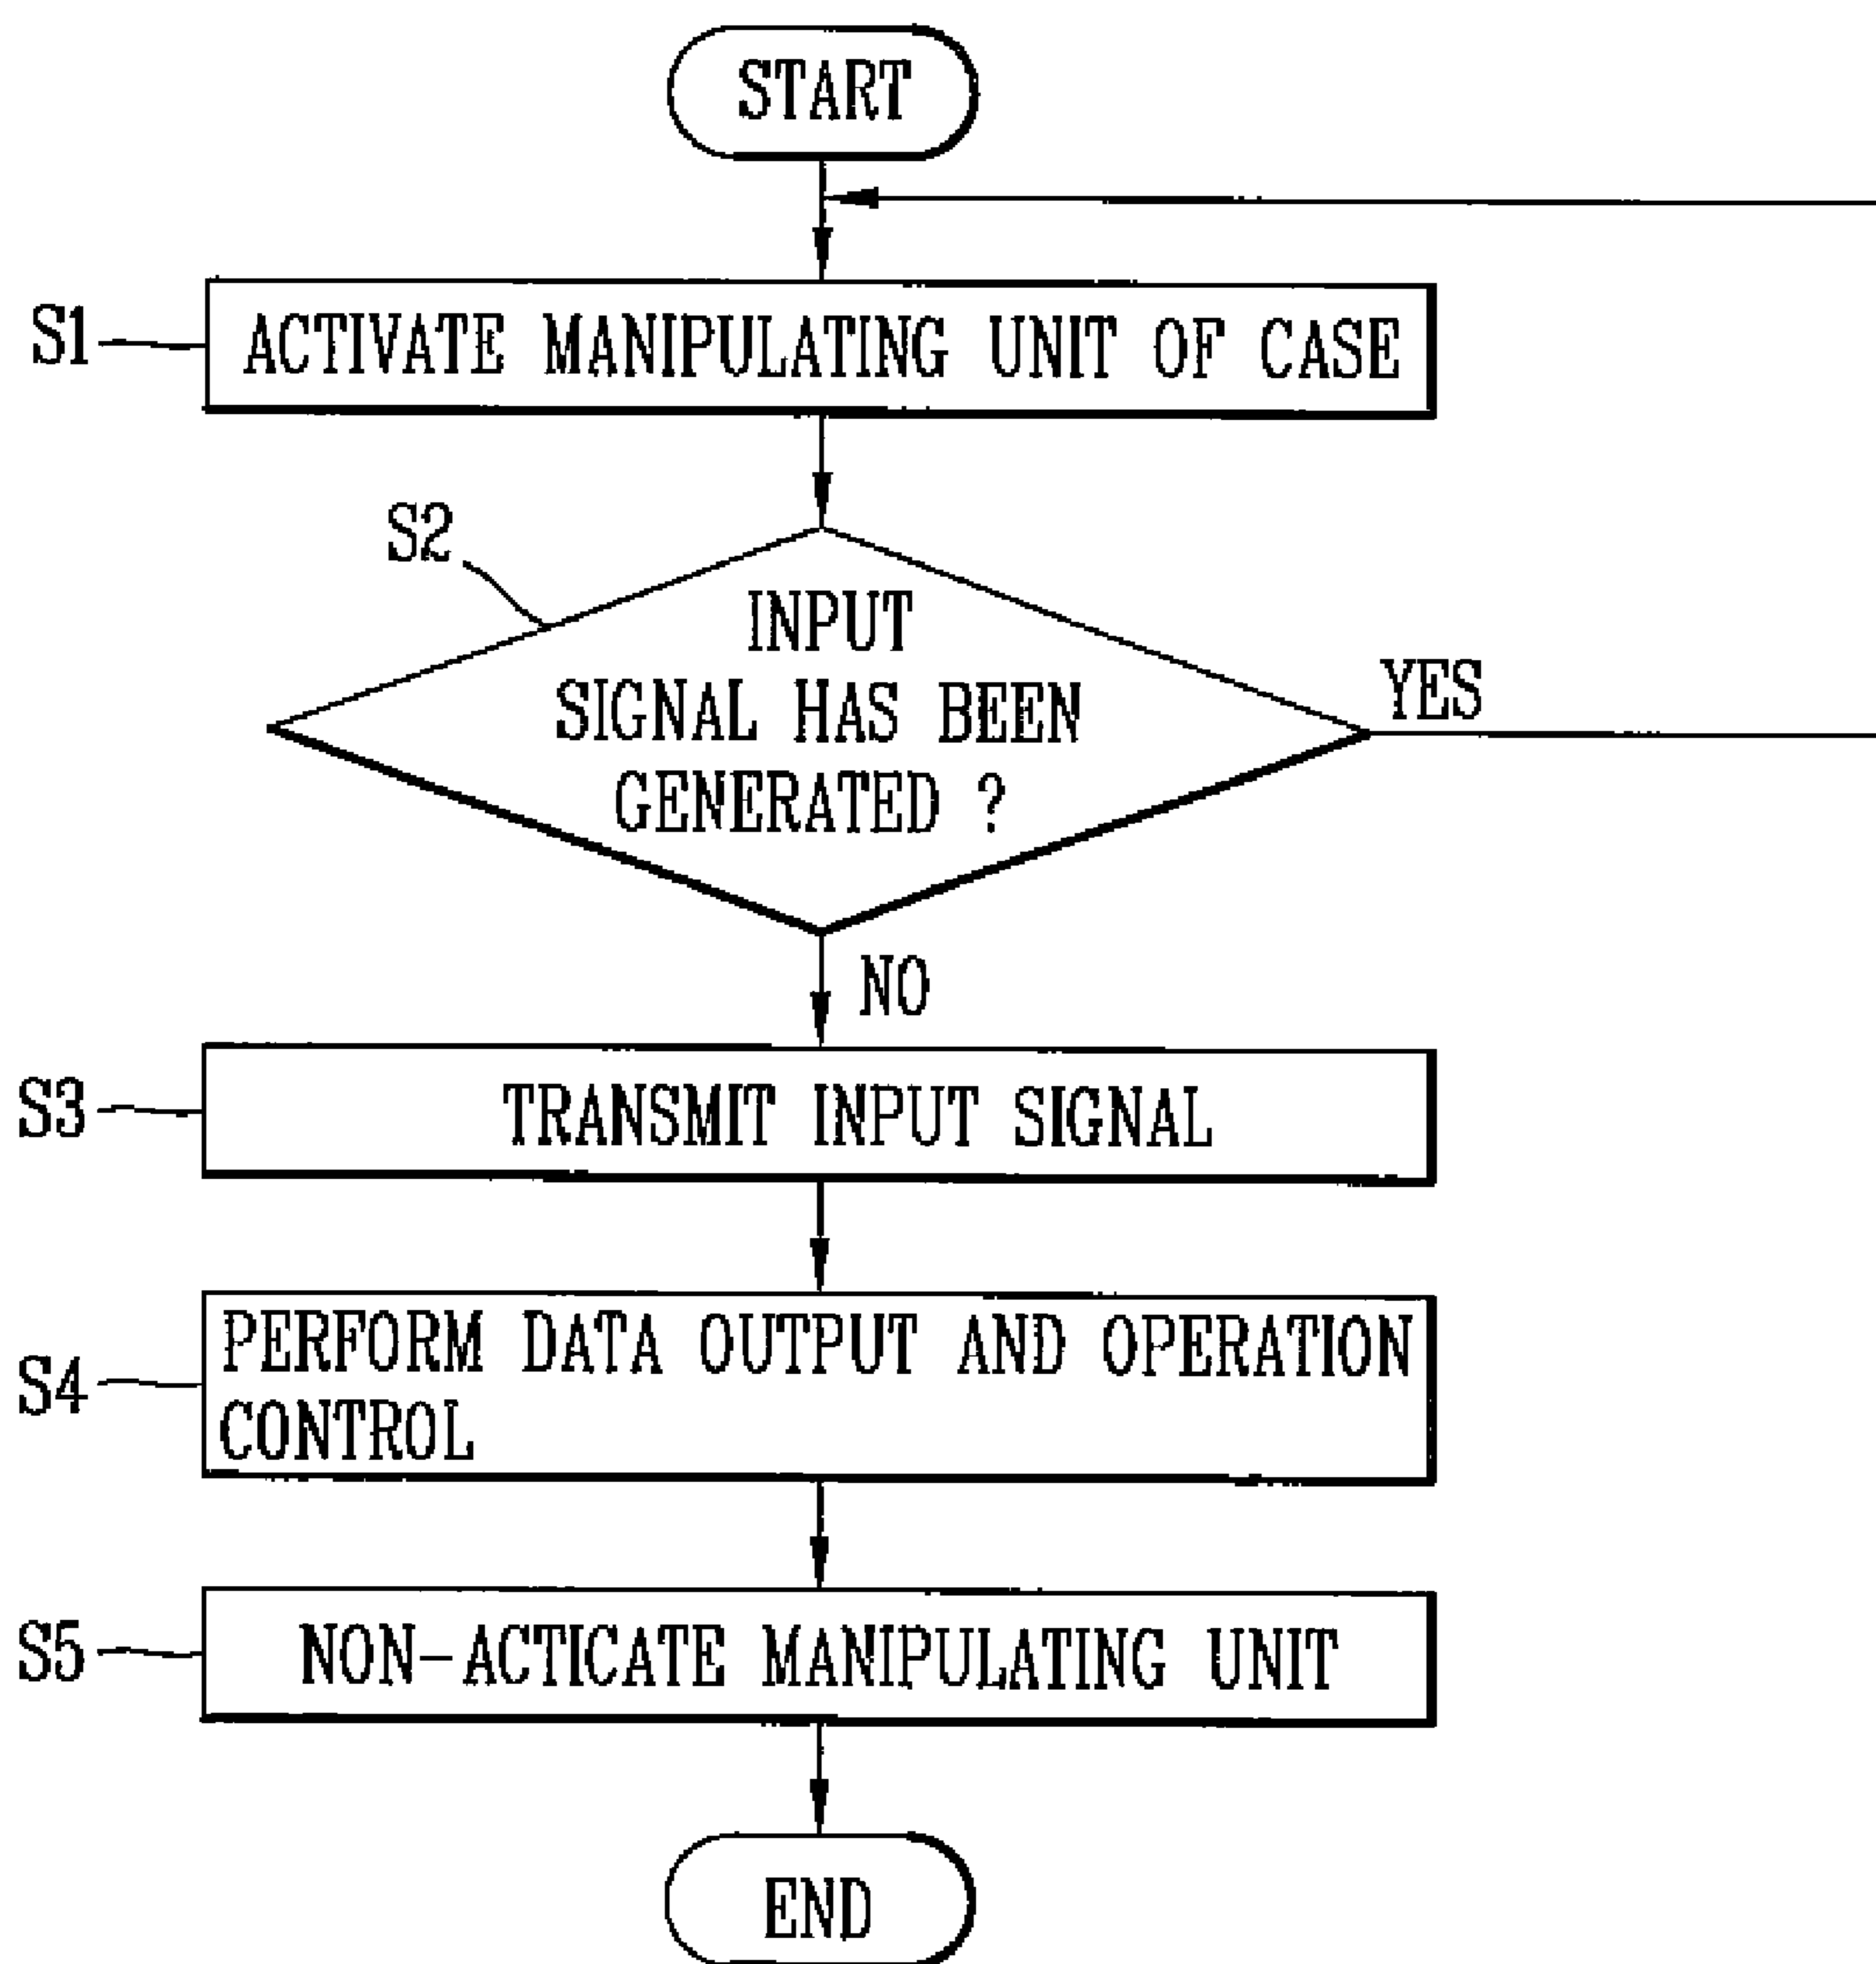 START
S1
ACTIVATE MANIPULATING UNIT OF CASE
S2
INPUT
SIGNAL HAS BEEN
GENERATED ?
YES
NO
S3
TRANSMIT INPUT SIGNAL
S4
PERFORM DATA OUTPUT AND OPERATION
CONTROL
S5
NON-ACTICATE MANIPULATING UNIT
END